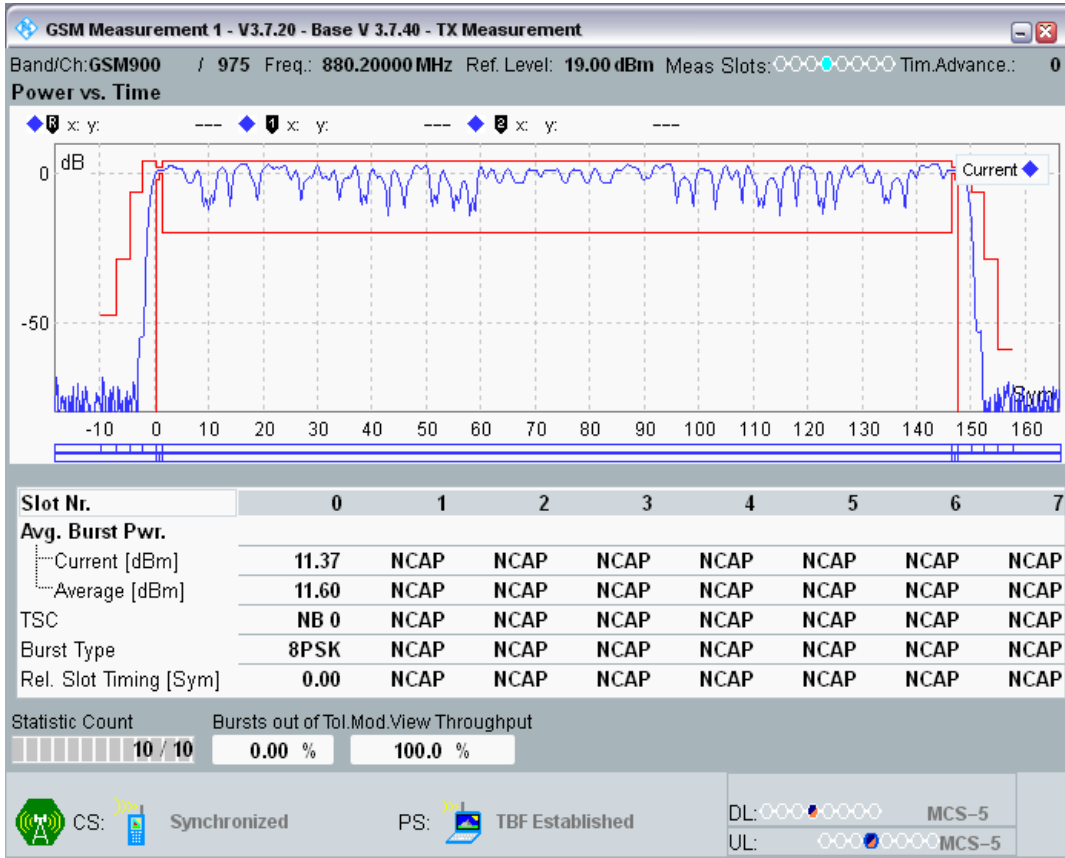 GSM Measurement 1 - V3.7.20 - Base V 3.7.40 - TX Measurement
Band/Ch:GSM900 / 975 Freq.: 880.20000 MHz Ref. Level: 19.00 dBm Meas Slots: Tim.Advance.: 0
Power vs. Time
R x: y: --- 1 x: y: --- 2 x: y: ---
dB
Current
0
-50
Sym
-10 0 10 20 30 40 50 60 70 80 90 100 110 120 130 140 150 160
Slot Nr. 0 1 2 3 4 5 6 7
Avg. Burst Pwr.
Current [dBm] 11.37 NCAP NCAP NCAP NCAP NCAP NCAP NCAP
Average [dBm] 11.60 NCAP NCAP NCAP NCAP NCAP NCAP NCAP
TSC NB 0 NCAP NCAP NCAP NCAP NCAP NCAP NCAP
Burst Type 8PSK NCAP NCAP NCAP NCAP NCAP NCAP NCAP
Rel. Slot Timing [Sym] 0.00 NCAP NCAP NCAP NCAP NCAP NCAP NCAP
Statistic Count Bursts out of Tol.Mod.View Throughput
10 / 10 0.00 % 100.0 %
CS: Synchronized PS: TBF Established
DL: MCS-5
UL: MCS-5